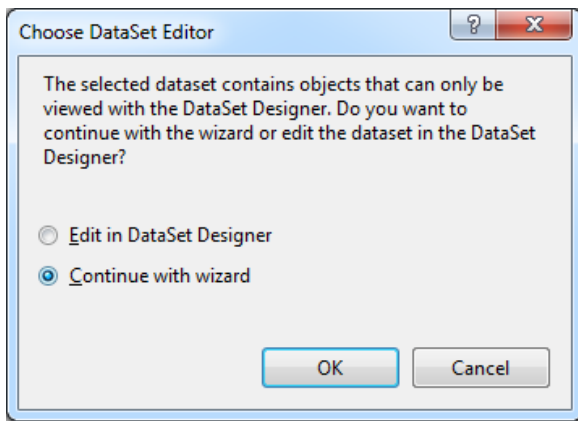 Choose DataSet Editor
?
X
The selected dataset contains objects that can only be
viewed with the DataSet Designer. Do you want to
continue with the wizard or edit the dataset in the DataSet
Designer?
Edit in DataSet Designer
Continue with wizard
OK
Cancel